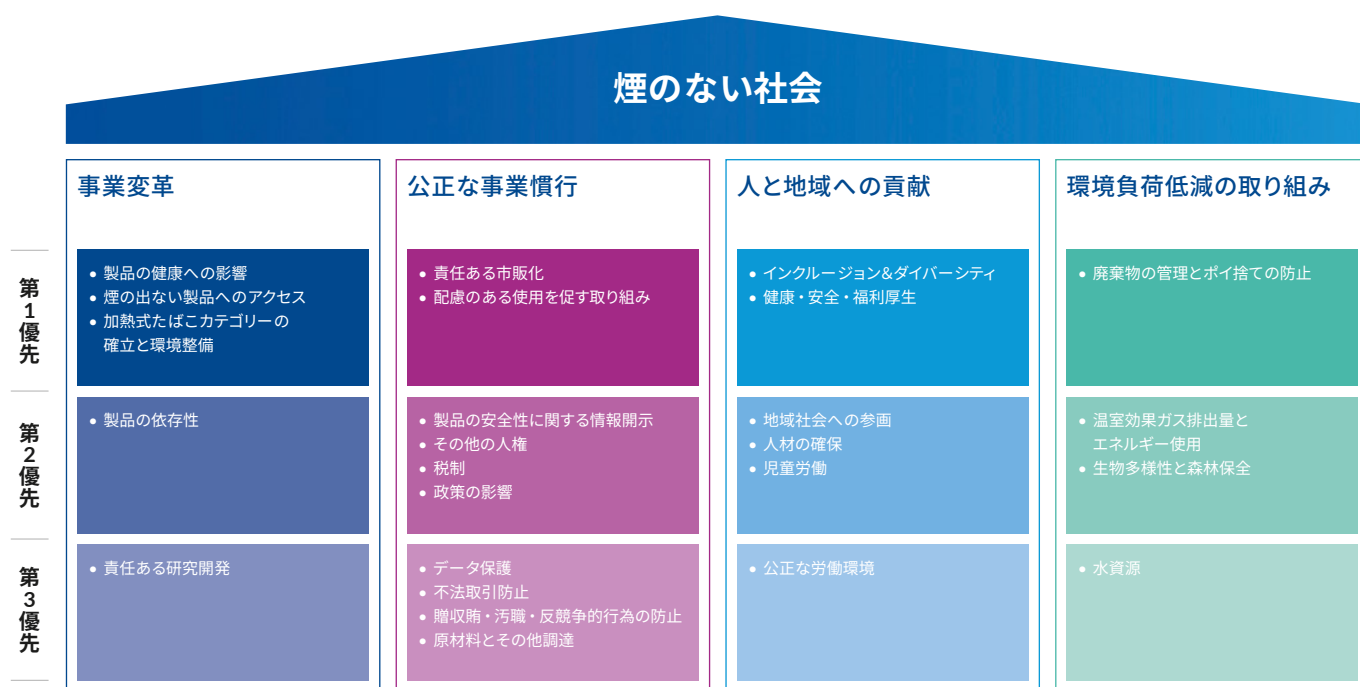 煙のない社会
事業変革
公正な事業慣行
人と地域への貢献
環境負荷低減の取り組み
第1優先
• 製品の健康への影響
• 煙の出ない製品へのアクセス
• 加熱式たばこカテゴリーの
確立と環境整備
• 責任ある市販化
• 配慮のある使用を促す取り組み
• インクルージョン&ダイバーシティ
• 健康・安全・福利厚生
• 廃棄物の管理とポイ捨ての防止
第2優先
• 製品の依存性
• 製品の安全性に関する情報開示
• その他の人権
• 税制
• 政策の影響
• 地域社会への参画
• 人材の確保
• 児童労働
• 温室効果ガス排出量と
エネルギー使用
• 生物多様性と森林保全
第3優先
• 責任ある研究開発
• データ保護
• 不法取引防止
• 贈収賄・汚職・反競争的行為の防止
• 原材料とその他調達
• 公正な労働環境
• 水資源